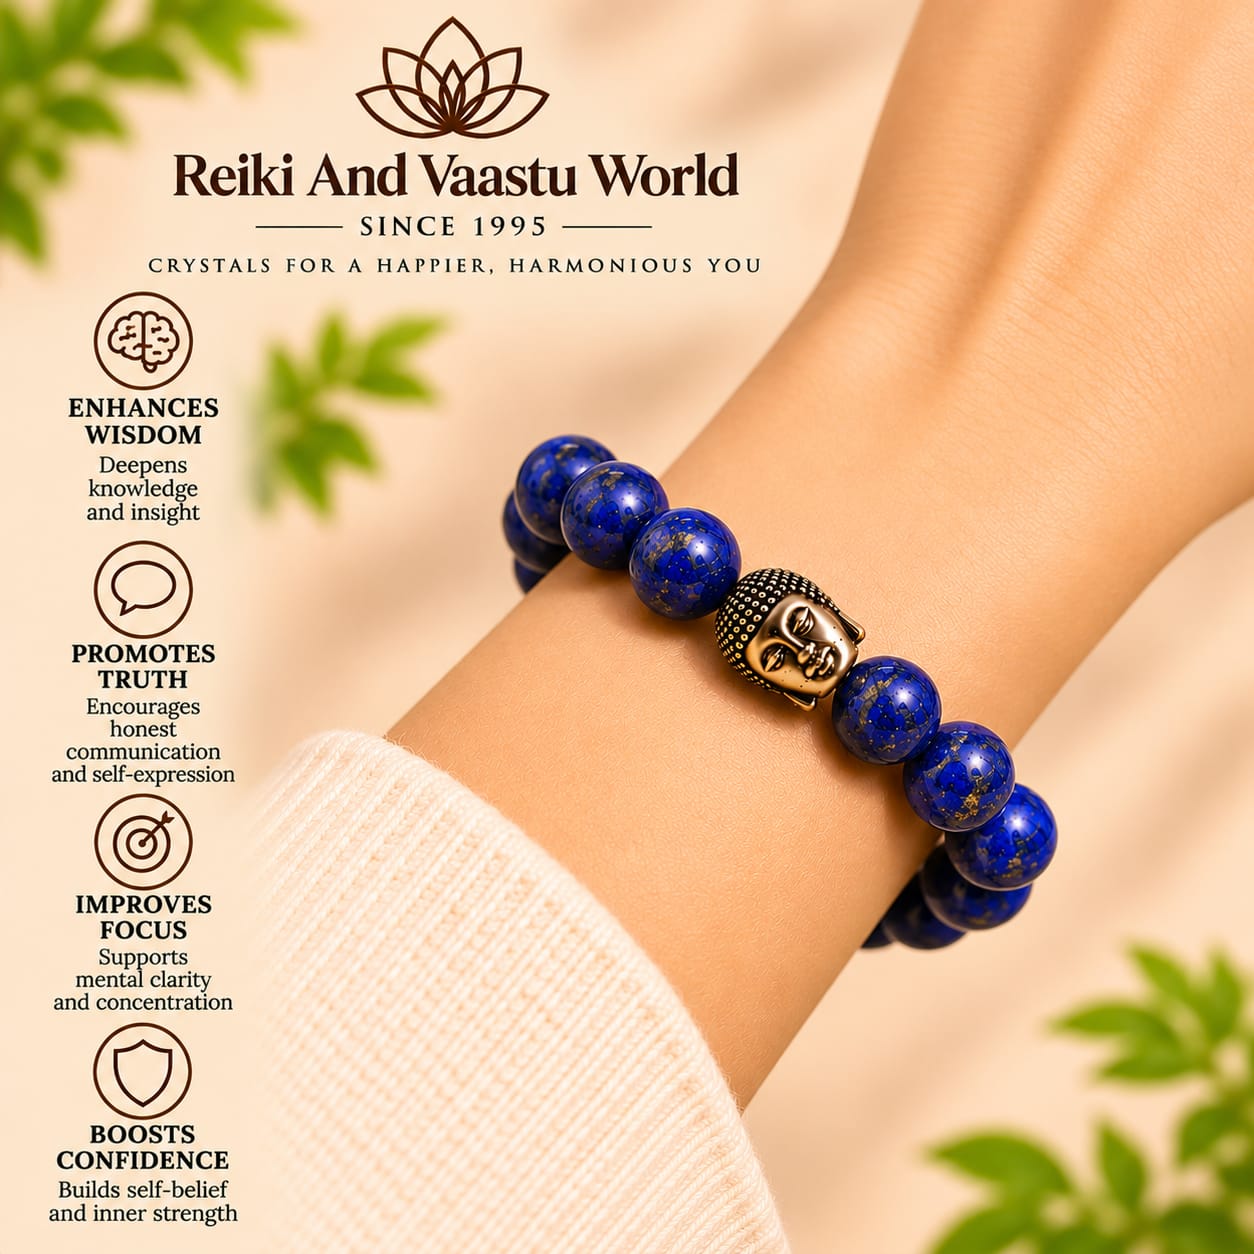 Reiki And Vaastu World
SINCE 1995
CRYSTALS FOR A HAPPIER, HARMONIOUS YOU
ENHANCES
WISDOM
Deepens
knowledge
and insight
PROMOTES
TRUTH
Encourages
honest
communication
and self-expression
IMPROVES
FOCUS
Supports
mental clarity
and concentration
BOOSTS
CONFIDENCE
Builds self-belief
and inner strength